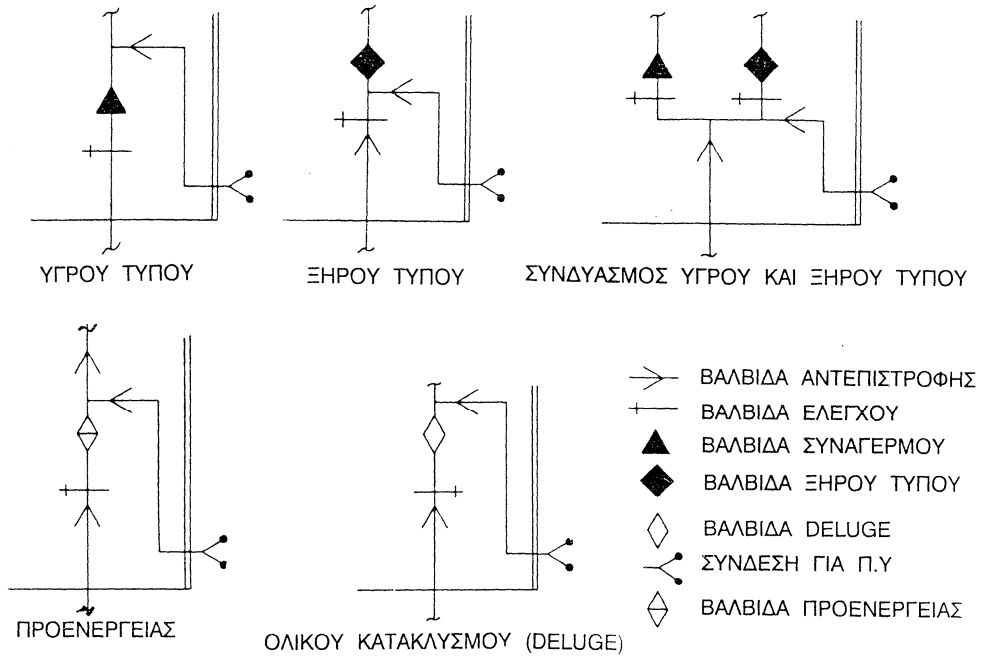 ΥΓΡΟΥ ΤΥΠΟΥ
ΞΗΡΟΥ ΤΥΠΟΥ
ΣΥΝΔΥΑΣΜΟΣ ΥΓΡΟΥ ΚΑΙ ΞΗΡΟΥ ΤΥΠΟΥ
ΠΡΟΕΝΕΡΓΕΙΑΣ
ΟΛΙΚΟΥ ΚΑΤΑΚΛΥΣΜΟΥ (DELUGE)
ΒΑΛΒΙΔΑ ΑΝΤΕΠΙΣΤΡΟΦΗΣ
ΒΑΛΒΙΔΑ ΕΛΕΓΧΟΥ
ΒΑΛΒΙΔΑ ΣΥΝΑΓΕΡΜΟΥ
ΒΑΛΒΙΔΑ ΞΗΡΟΥ ΤΥΠΟΥ
ΒΑΛΒΙΔΑ DELUGE
ΣΥΝΔΕΣΗ ΓΙΑ Π.Υ
ΒΑΛΒΙΔΑ ΠΡΟΕΝΕΡΓΕΙΑΣ